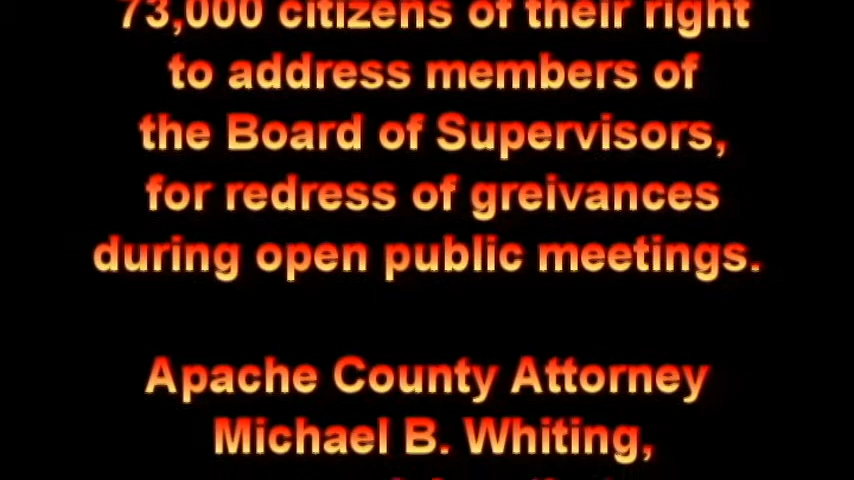 73,000 citizens of their right
to address members of
the Board of Supervisors,
for redress of greivances
during open public meetings.
Apache County Attorney
Michael B. Whiting,